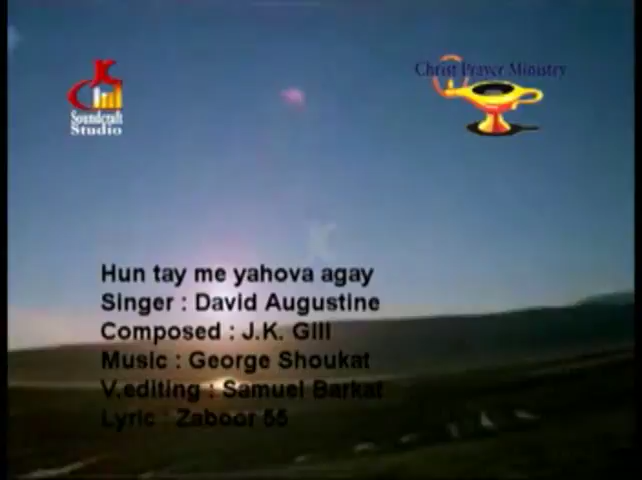 Soundcraft
Studio
Christ Prayer Ministry
Hun tay me yahova agay
Singer : David Augustine
Composed : J.K. GIll
Music : George Shoukat
V.editing : Samuel Barkat
Lyric : Zaboor 55